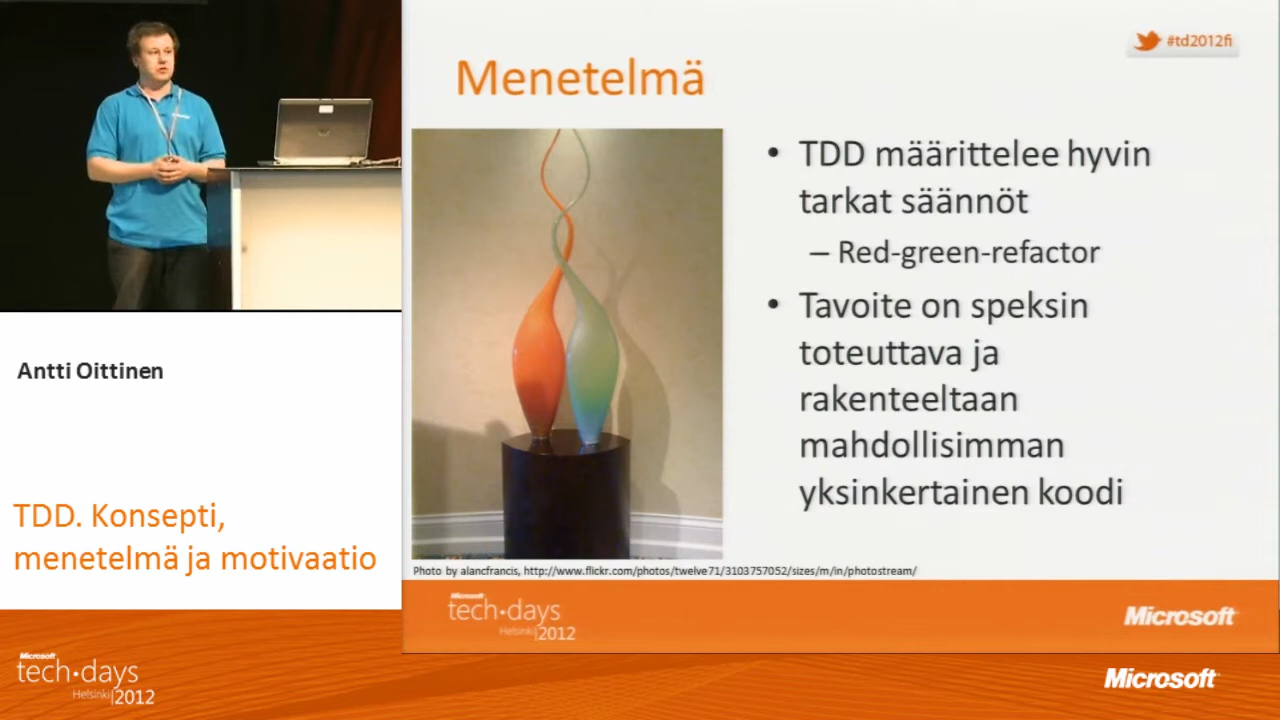 #td2012fi
Menetelmä
• TDD määrittelee hyvin
tarkat säännöt
– Red-green-refactor
• Tavoite on speksin
toteuttava ja
rakenteeltaan
mahdollisimman
yksinkertainen koodi
Photo by alancfrancis, http://www.flickr.com/photos/twelve71/3103757052/sizes/m/in/photostream/
Microsoft
tech·days
Helsinki|2012
Microsoft
Antti Oittinen
TDD. Konsepti,
menetelmä ja motivaatio
Microsoft
tech·days
Helsinki|2012
Microsoft